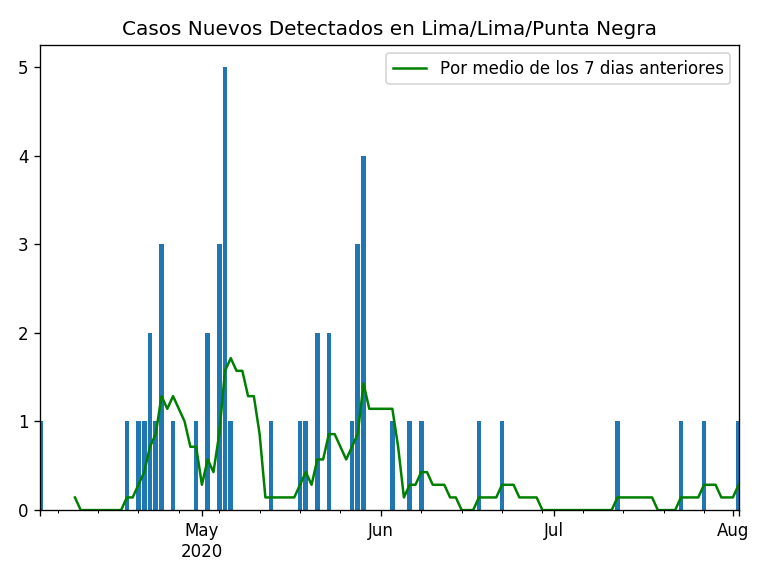 Casos Nuevos Detectados en Lima/Lima/Punta Negra
Por medio de los 7 dias anteriores
5
4
3
2
1
0
May
2020
Jun
Jul
Aug